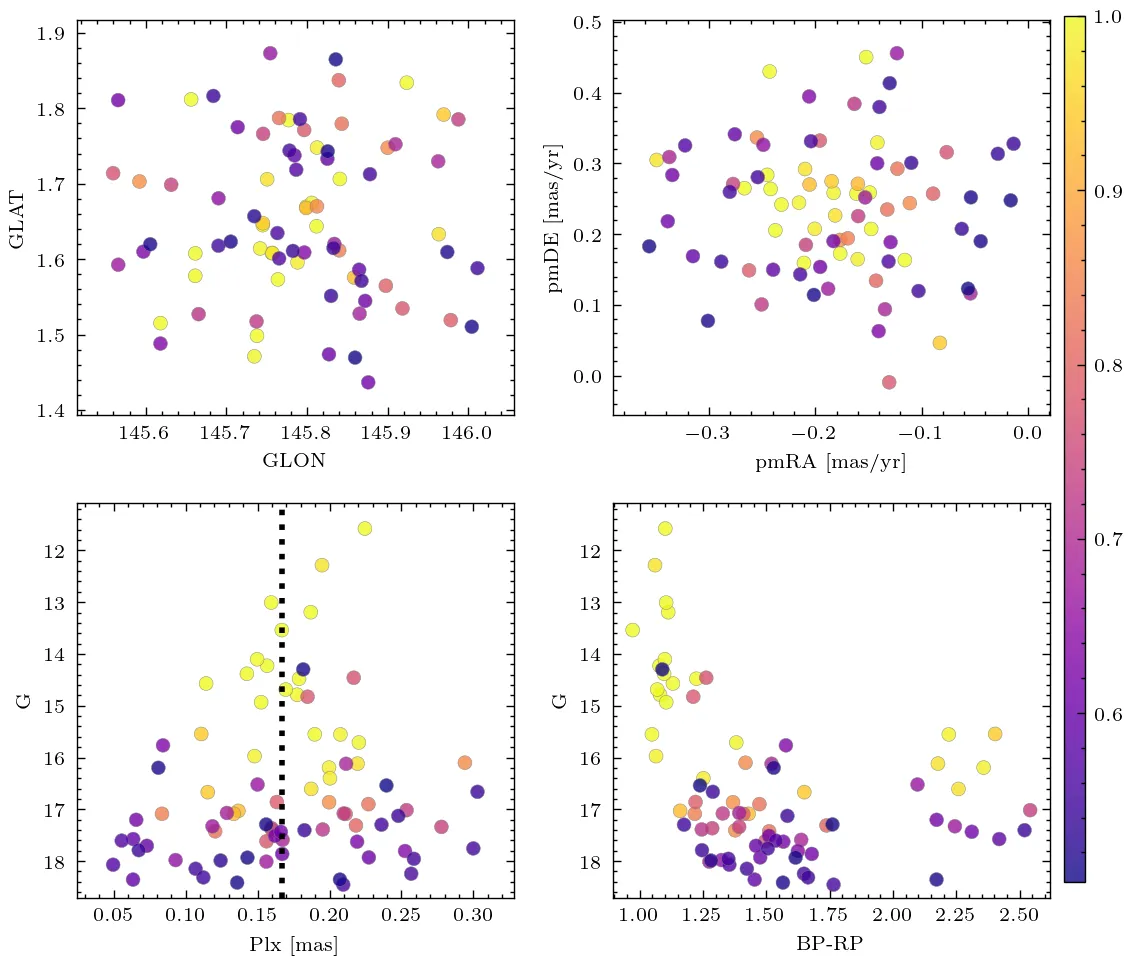 1.9
1.8
1.7
1.6
1.5
1.4
GLAT
145.6 145.7 145.8 145.9 146.0
GLON
0.5
0.4
0.3
0.2
0.1
0.0
pmDE [mas/yr]
−0.3 −0.2 −0.1 0.0
pmRA [mas/yr]
1.0
0.9
0.8
0.7
0.6
12
13
14
15
16
17
18
G
0.05 0.10 0.15 0.20 0.25 0.30
Plx [mas]
12
13
14
15
16
17
18
G
1.00 1.25 1.50 1.75 2.00 2.25 2.50
BP-RP